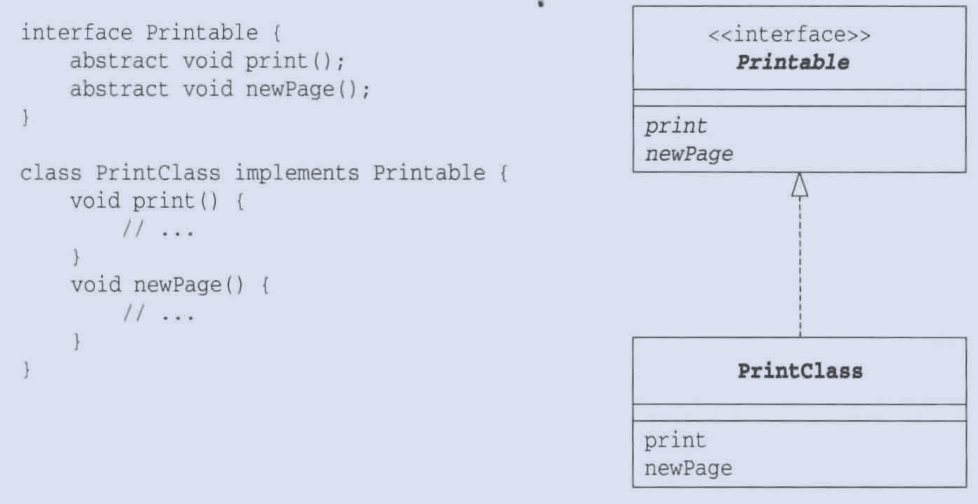 interface Printable {
    abstract void print();
    abstract void newPage();
}
class PrintClass implements Printable {
    void print() {
        // ...
    }
    void newPage() {
        // ...
    }
}
<<interface>>
Printable
print
newPage
PrintClass
print
newPage